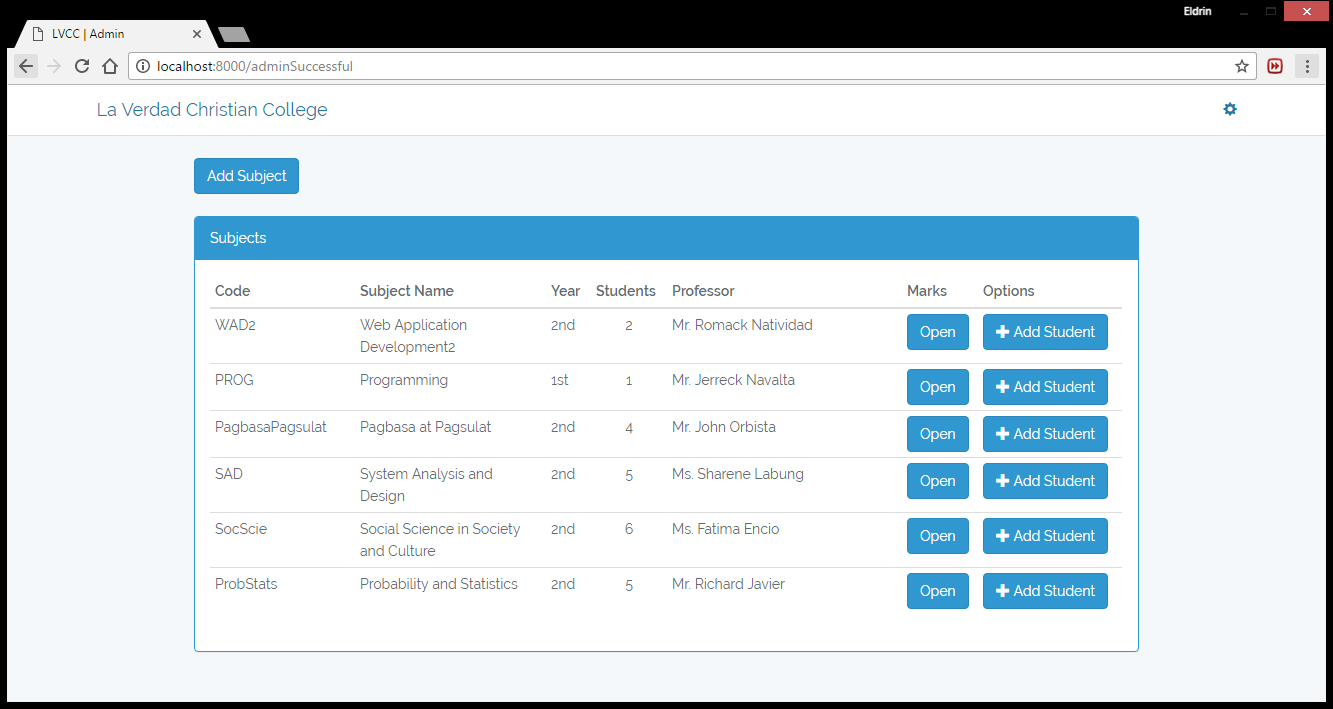 Eldrin
LVCC | Admin
localhost:8000/adminSuccessful
La Verdad Christian College
Add Subject
Subjects
Code Subject Name Year Students Professor Marks Options
WAD2 Web Application 2nd 2 Mr. Romack Natividad Open Add Student
Development2
PROG Programming 1st 1 Mr. Jerreck Navalta Open Add Student
PagbasaPagsulat Pagbasa at Pagsulat 2nd 4 Mr. John Orbista Open Add Student
SAD System Analysis and 2nd 5 Ms. Sharene Labung Open Add Student
Design
SocScie Social Science in Society 2nd 6 Ms. Fatima Encio Open Add Student
and Culture
ProbStats Probability and Statistics 2nd 5 Mr. Richard Javier Open Add Student